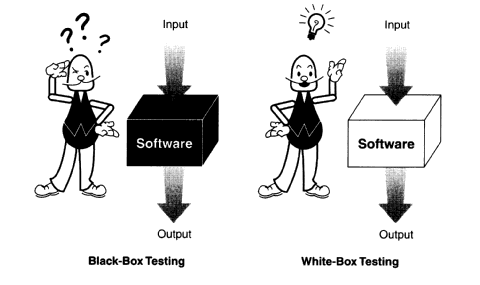 ? ? ?
Input
Software
Output
Black-Box Testing
Input
Software
Output
White-Box Testing